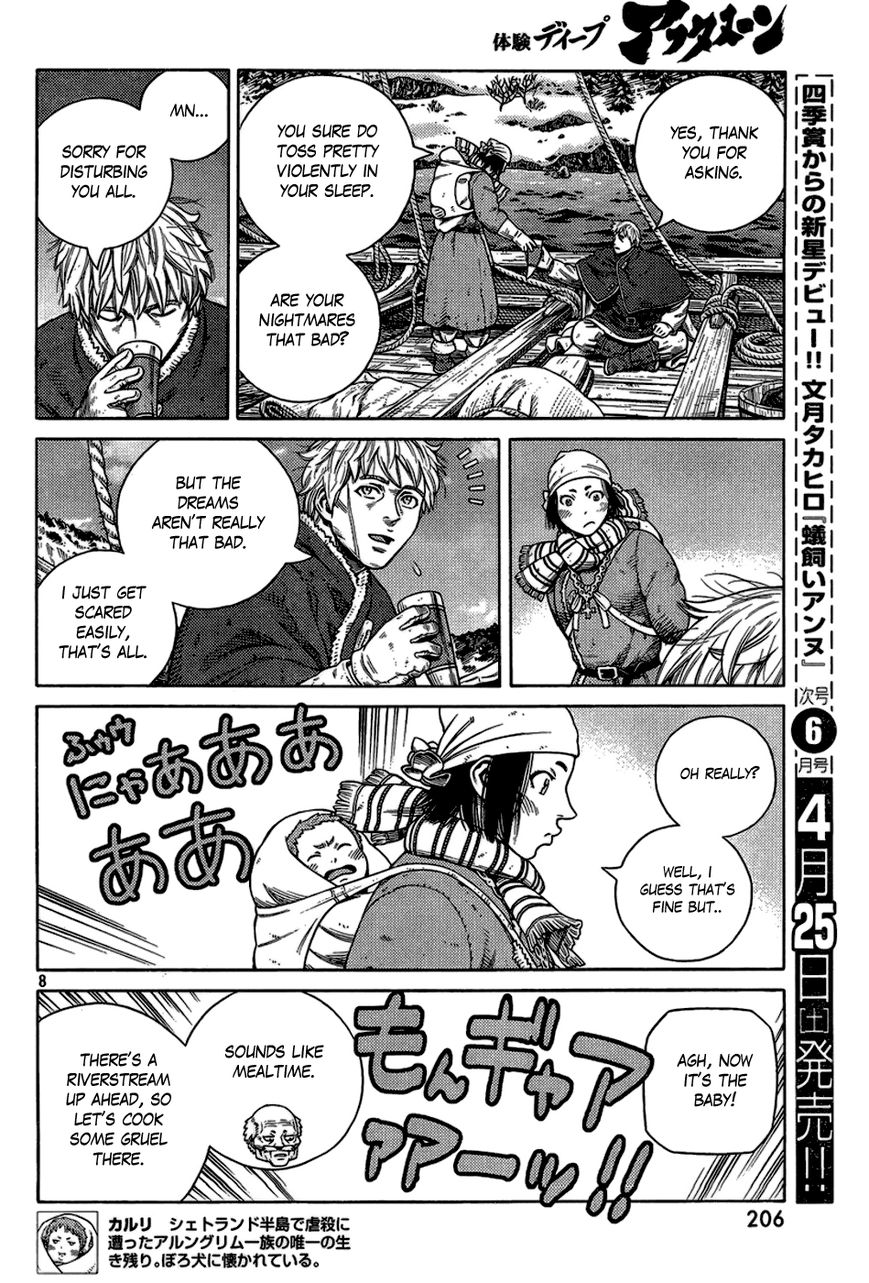 体験ディープ アフタヌーン
YES, THANK
YOU FOR
ASKING.
YOU SURE DO
TOSS PRETTY
VIOLENTLY IN
YOUR SLEEP.
ARE YOUR
NIGHTMARES
THAT BAD?
MN...
SORRY FOR
DISTURBING
YOU ALL.
BUT THE
DREAMS
AREN'T REALLY
THAT BAD.
I JUST GET
SCARED
EASILY,
THAT'S ALL.
OH REALLY?
WELL, I
GUESS THAT'S
FINE BUT..
ふゥゥ
にゃあああ
ああ
8
AGH, NOW
IT'S THE
BABY!
もんギャア
アアーッ!!
SOUNDS LIKE
MEALTIME.
THERE'S A
RIVERSTREAM
UP AHEAD, SO
LET'S COOK
SOME GRUEL
THERE.
206
カルリ シェトランド半島で虐殺に
遭ったアルングリム一族の唯一の生
き残り。ぼろ犬に懐かれている。
四季賞からの新星デビュー!! 文月タカヒロ『蟻飼いアンヌ』次号6月号4月25日土発売!!